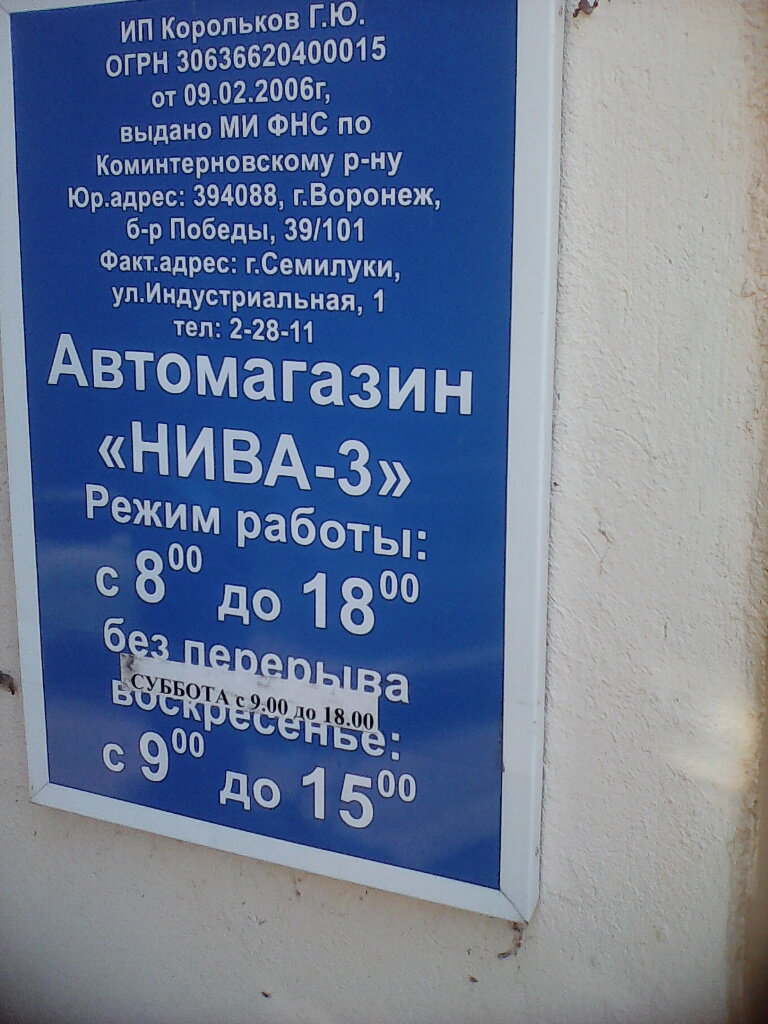 ИП Корольков Г.Ю.
ОГРН 30636620400015
от 09.02.2006г,
выдано МИ ФНС по
Коминтерновскому р-ну
Юр.адрес: 394088, г.Воронеж,
б-р Победы, 39/101
Факт.адрес: г.Семилуки,
ул.Индустриальная, 1
тел: 2-28-11
Автомагазин
«НИВА-3»
Режим работы:
с 8⁰⁰ до 18⁰⁰
без перерыва
СУББОТА с 9.00 до 18.00
воскресенье:
с 9⁰⁰ до 15⁰⁰